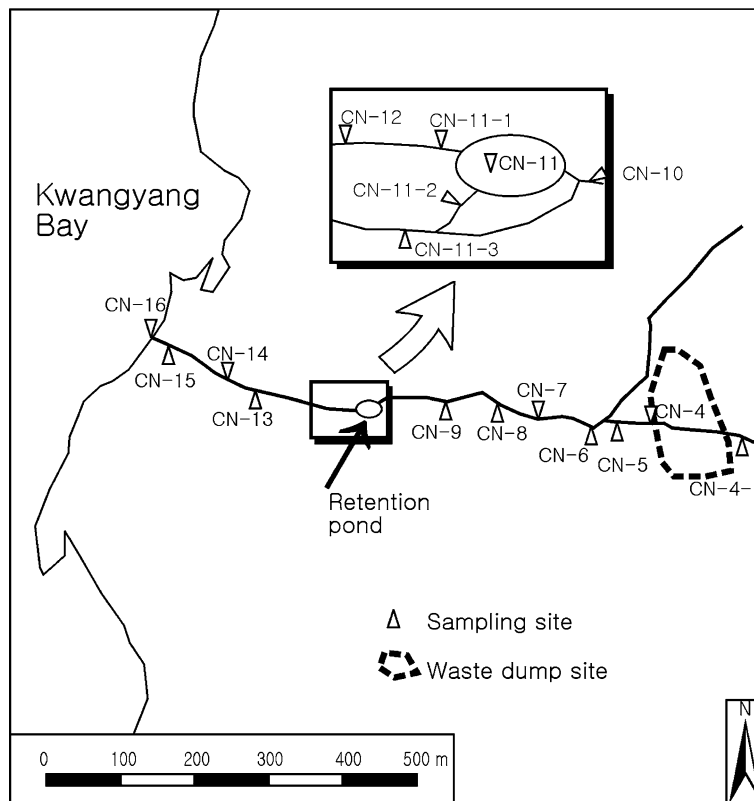 CN-12
CN-11-1
CN-11
CN-10
CN-11-2
CN-11-3
Kwangyang
Bay
CN-16
CN-14
CN-15
CN-13
CN-7
CN-4
CN-9
CN-8
CN-6
CN-5
CN-4-
Retention
pond
Sampling site
Waste dump site
N
0 100 200 300 400 500 m